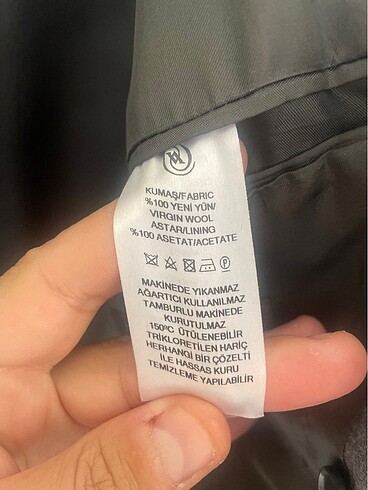 KUMAŞ/FABRIC
%100 YENİ YÜN/
VIRGIN WOOL
ASTAR/LINING
%100 ASETAT/ACETATE
MAKİNEDE YIKANMAZ
AĞARTICI KULLANILMAZ
TAMBURLU MAKİNEDE
KURUTULMAZ
150ºC ÜTÜLENEBİLİR
TRİKLORETİLEN HARİÇ
HERHANGİ BİR ÇÖZELTİ
İLE HASSAS KURU
TEMİZLEME YAPILABİLİR